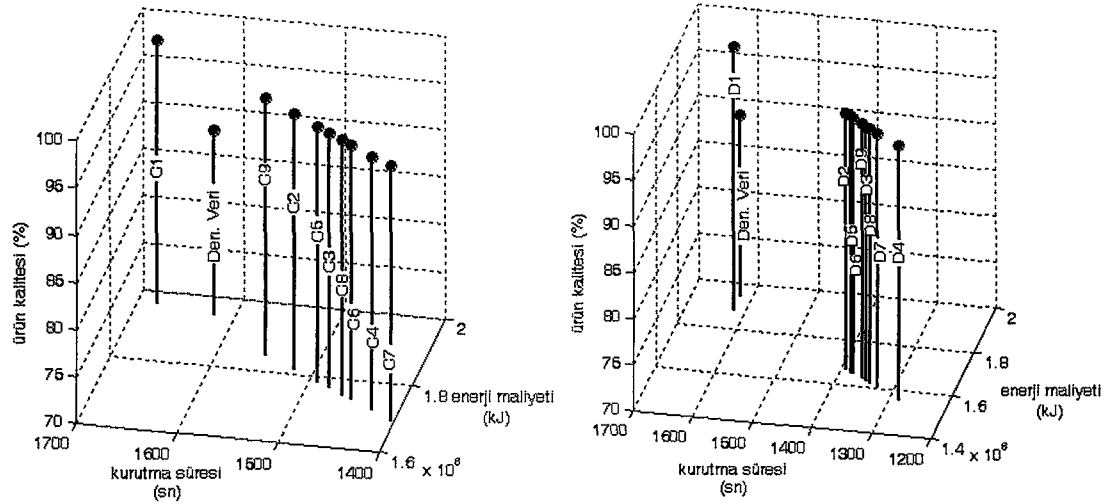 100
95
90
85
80
75
70
ürün kalitesi (%)
1700
1600
1500
1400
kurutma süresi
(sn)
2
1.8
1.6 x 10⁶
enerji maliyeti
(kJ)
C1
Den. Veri
C9
C2
C5
C3
C8
C6
C4
C7
100
95
90
85
80
75
70
ürün kalitesi (%)
1700
1600
1500
1400
1300
1200
kurutma süresi
(sn)
2
1.8
1.6
1.4 x 10⁶
enerji maliyeti
(kJ)
D1
Den. Veri
D2
D5
D6
D9
D3
D8
D7
D4